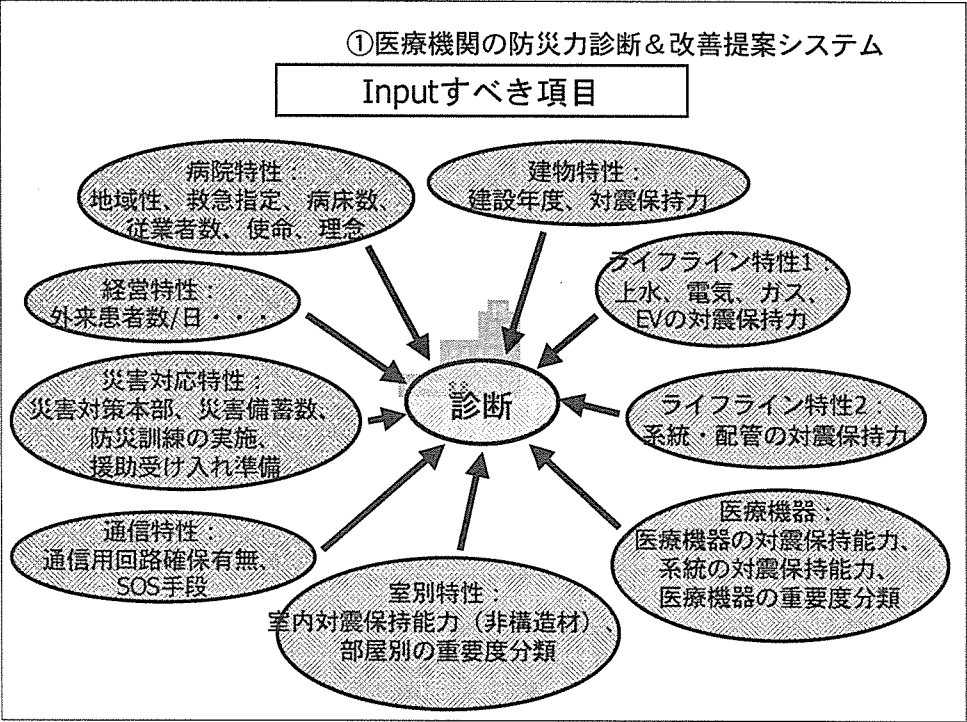 ①医療機関の防災力診断＆改善提案システム
Inputすべき項目
病院特性：
地域性、救急指定、病床数、
従業者数、使命、理念
建物特性：
建設年度、対震保持力
経営特性：
外来患者数/日・・・
ライフライン特性1：
上水、電気、ガス、
EVの対震保持力
災害対応特性：
災害対策本部、災害備蓄数、
防災訓練の実施、
援助受け入れ準備
診断
ライフライン特性2：
系統・配管の対震保持力
通信特性：
通信用回路確保有無、
SOS手段
室別特性：
室内対震保持能力（非構造材）、
部屋別の重要度分類
医療機器：
医療機器の対震保持能力、
系統の対震保持能力、
医療機器の重要度分類